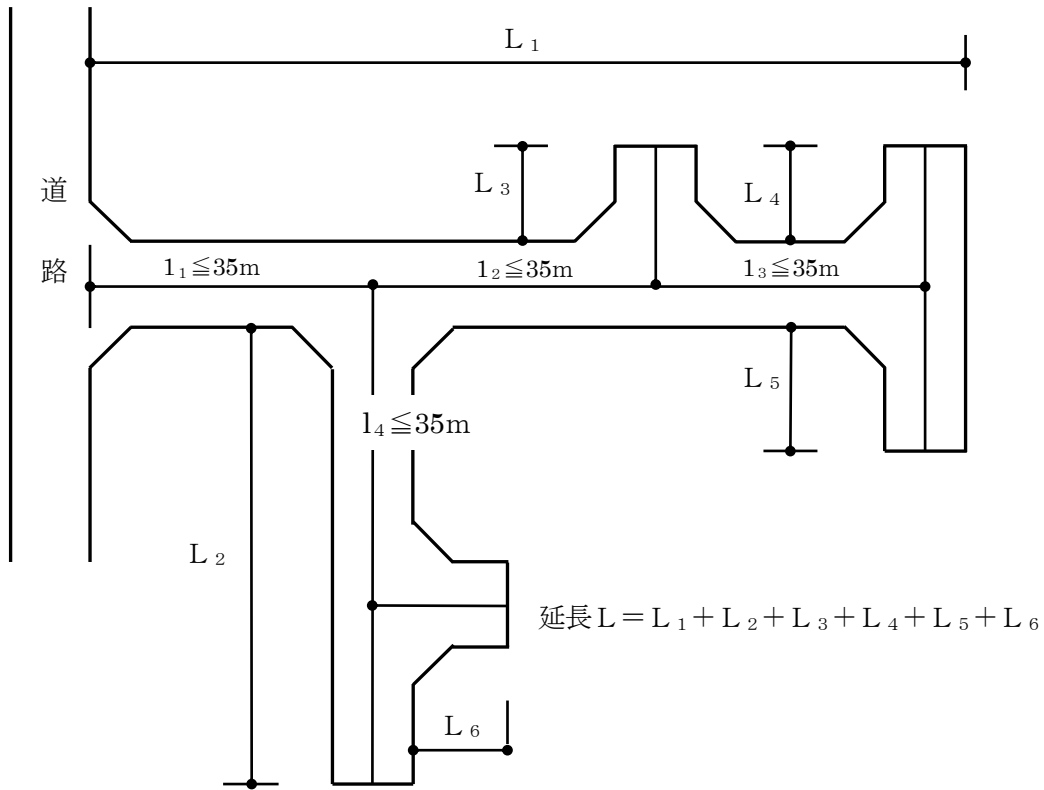 L₁
道
路
L₃
L₄
l₁≦35m
l₂≦35m
l₃≦35m
L₅
l₄≦35m
L₂
延長L=L₁+L₂+L₃+L₄+L₅+L₆
L₆